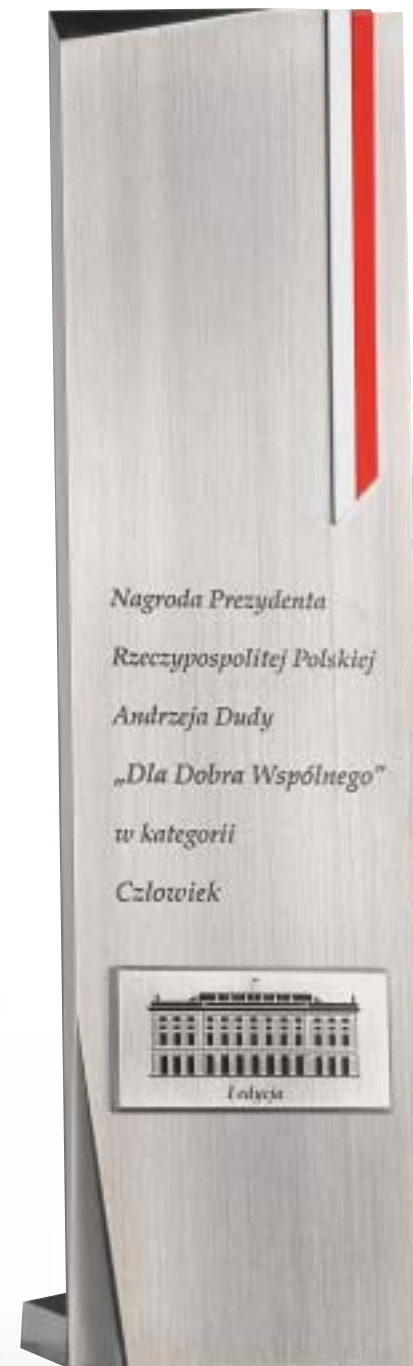 Nagroda Prezydenta
Rzeczypospolitej Polskiej
Andrzeja Dudy
„Dla Dobra Wspólnego”
w kategorii
Człowiek
I edycja